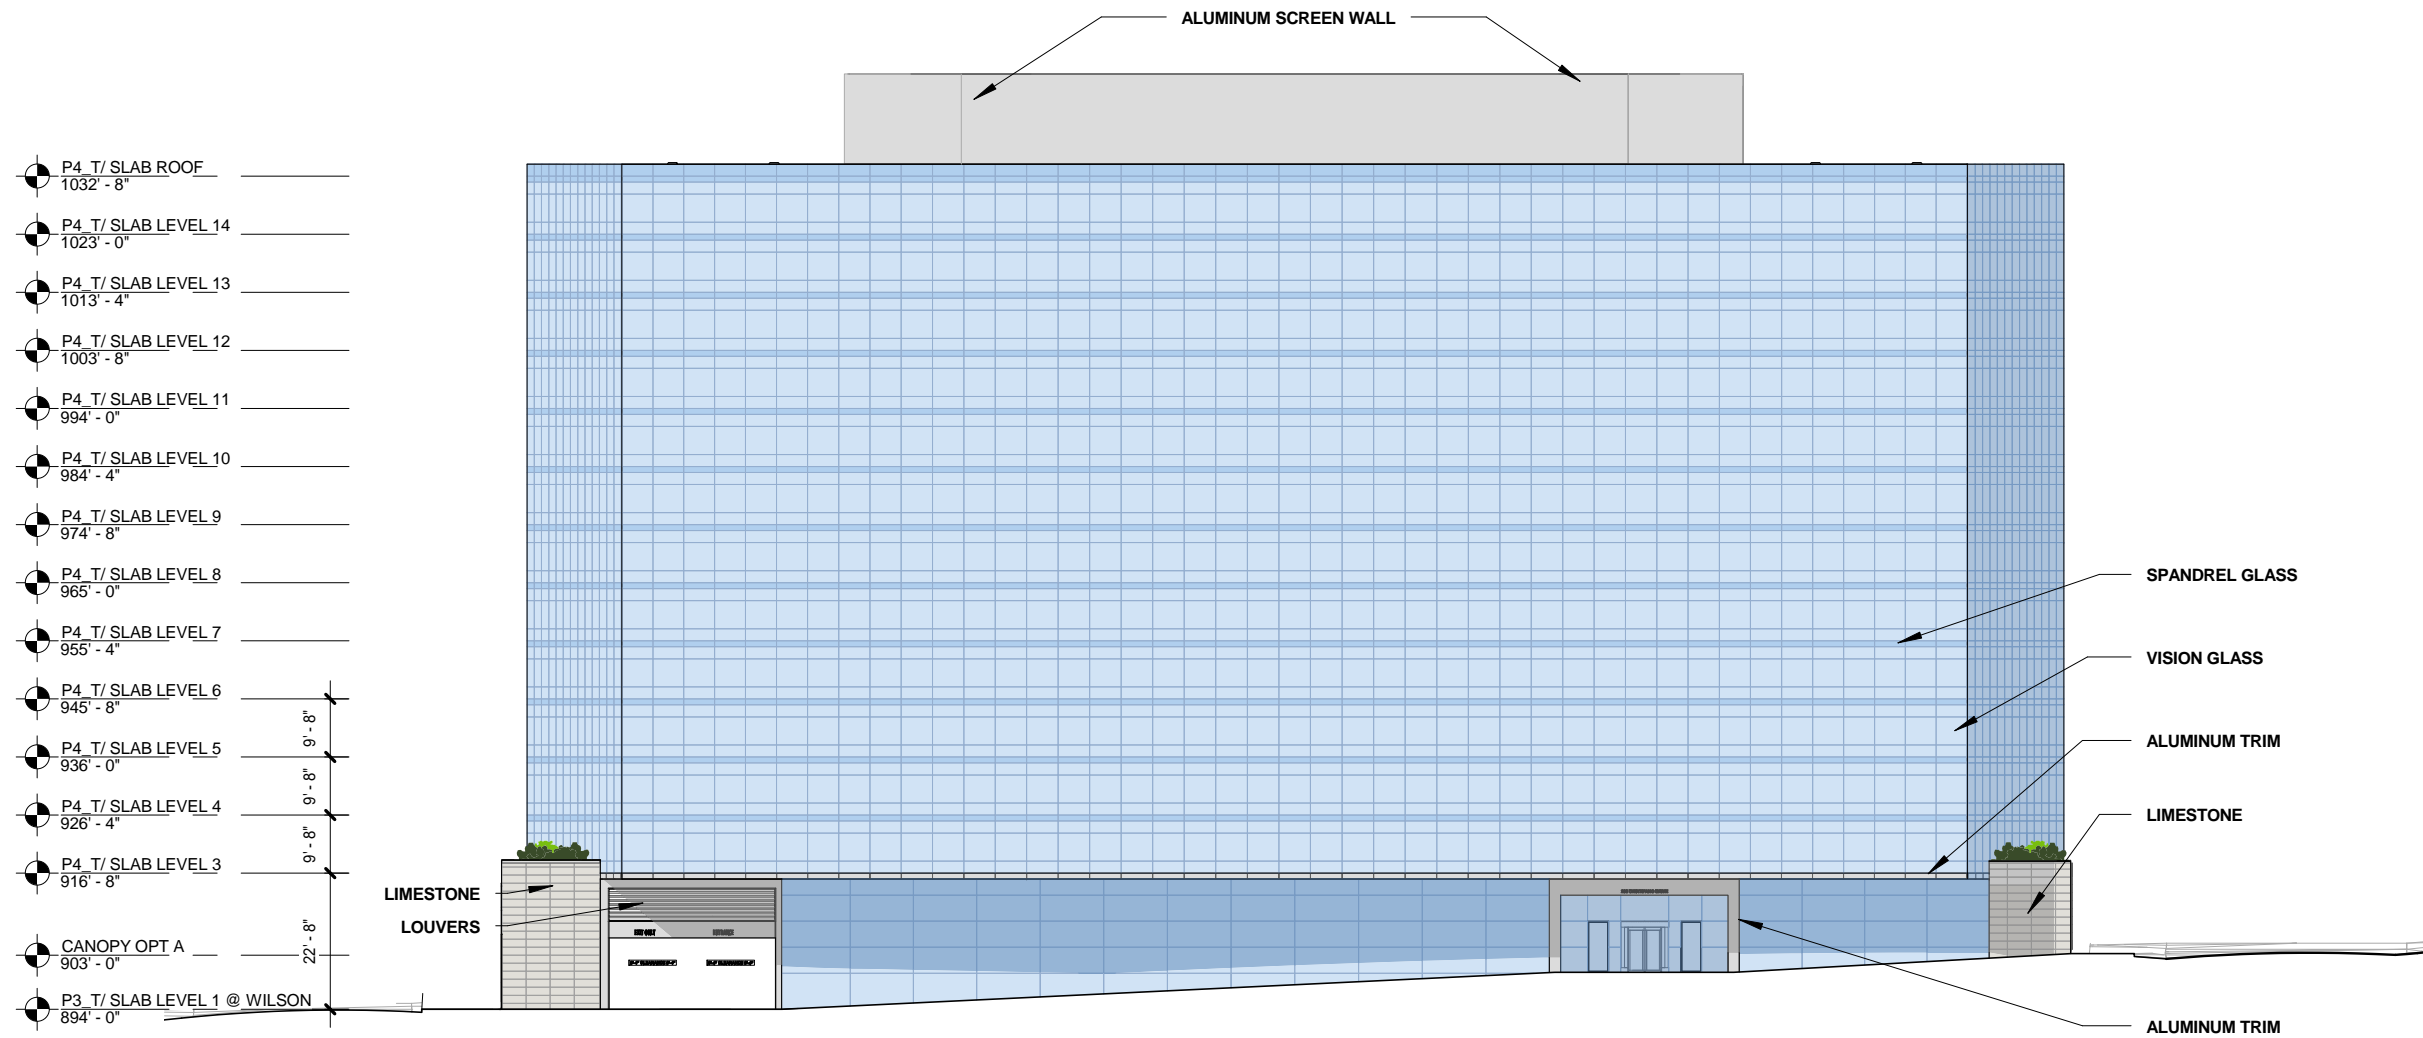 ALUMINUM SCREEN WALL
P4_T/ SLAB ROOF
1032' - 8"
P4_T/ SLAB LEVEL 14
1023' - 0"
P4_T/ SLAB LEVEL 13
1013' - 4"
P4_T/ SLAB LEVEL 12
1003' - 8"
P4_T/ SLAB LEVEL 11
994' - 0"
P4_T/ SLAB LEVEL 10
984' - 4"
P4_T/ SLAB LEVEL 9
974' - 8"
P4_T/ SLAB LEVEL 8
965' - 0"
P4_T/ SLAB LEVEL 7
955' - 4"
P4_T/ SLAB LEVEL 6
945' - 8"
9' - 8"
P4_T/ SLAB LEVEL 5
936' - 0"
9' - 8"
P4_T/ SLAB LEVEL 4
926' - 4"
9' - 8"
P4_T/ SLAB LEVEL 3
916' - 8"
22' - 8"
CANOPY OPT A
903' - 0"
P3_T/ SLAB LEVEL 1 @ WILSON
894' - 0"
LIMESTONE
LOUVERS
EXIT ONLY
ENTRANCE
SPANDREL GLASS
VISION GLASS
ALUMINUM TRIM
LIMESTONE
ALUMINUM TRIM